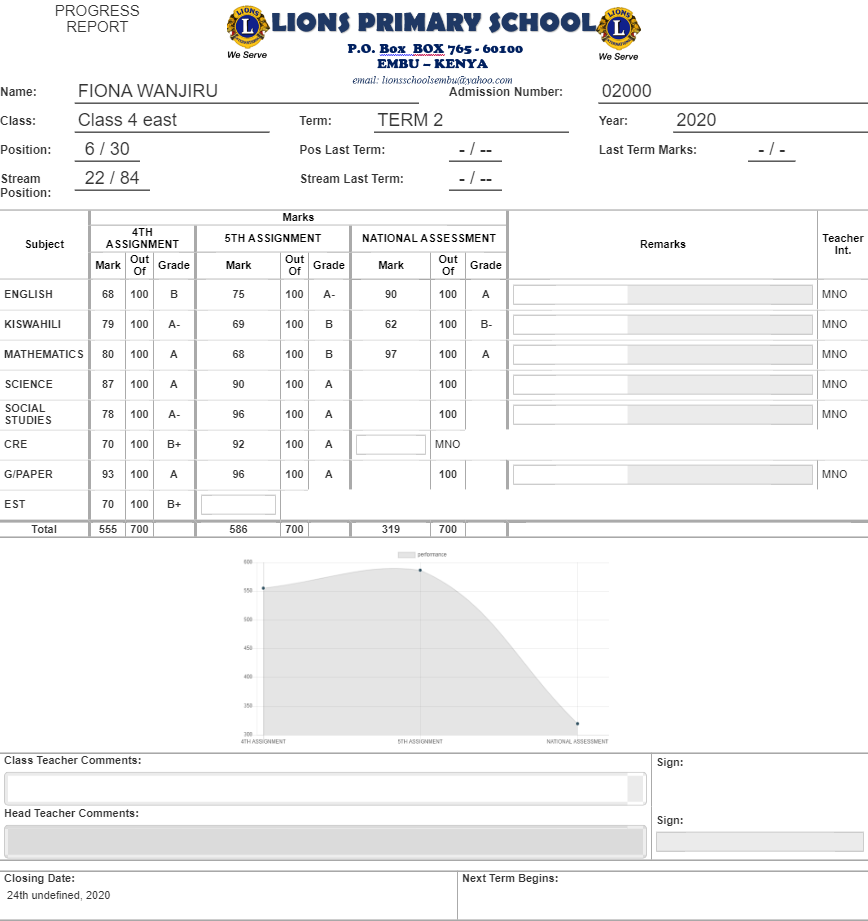 PROGRESS
REPORT
LIONS
L
INTERNATIONAL
We Serve
LIONS PRIMARY SCHOOL
P.O. Box BOX 765 - 60100
EMBU – KENYA
email: lionsschoolsembu@yahoo.com
LIONS
L
INTERNATIONAL
We Serve
Name: FIONA WANJIRU Admission Number: 02000
Class: Class 4 east Term: TERM 2 Year: 2020
Position: 6 / 30 Pos Last Term: - / -- Last Term Marks: - / -
Stream Position: 22 / 84 Stream Last Term: - / --
Subject Marks Remarks Teacher Int.
4TH ASSIGNMENT 5TH ASSIGNMENT NATIONAL ASSESSMENT
Mark Out Of Grade Mark Out Of Grade Mark Out Of Grade
ENGLISH 68 100 B 75 100 A- 90 100 A MNO
KISWAHILI 79 100 A- 69 100 B 62 100 B- MNO
MATHEMATICS 80 100 A 68 100 B 97 100 A MNO
SCIENCE 87 100 A 90 100 A 100 MNO
SOCIAL STUDIES 78 100 A- 96 100 A 100 MNO
CRE 70 100 B+ 92 100 A MNO
G/PAPER 93 100 A 96 100 A 100 MNO
EST 70 100 B+
Total 555 700 586 700 319 700
performance
600
550
500
450
400
350
300
4TH ASSIGNMENT 5TH ASSIGNMENT NATIONAL ASSESSMENT
Class Teacher Comments: Sign:
Head Teacher Comments: Sign:
Closing Date: Next Term Begins:
24th undefined, 2020